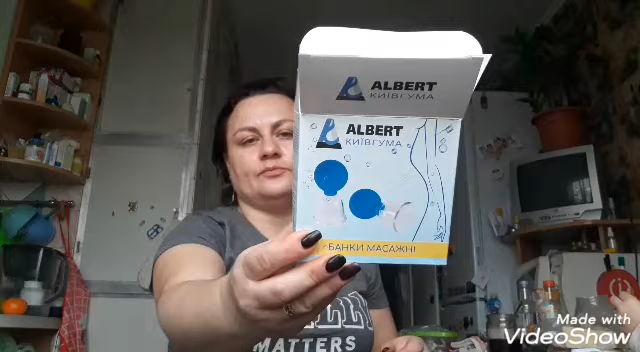 ALBERT
КИЇВГУМА
ALBERT
КИЇВГУМА
БАНКИ МАСАЖНІ
MATTERS
Made with
VideoShow